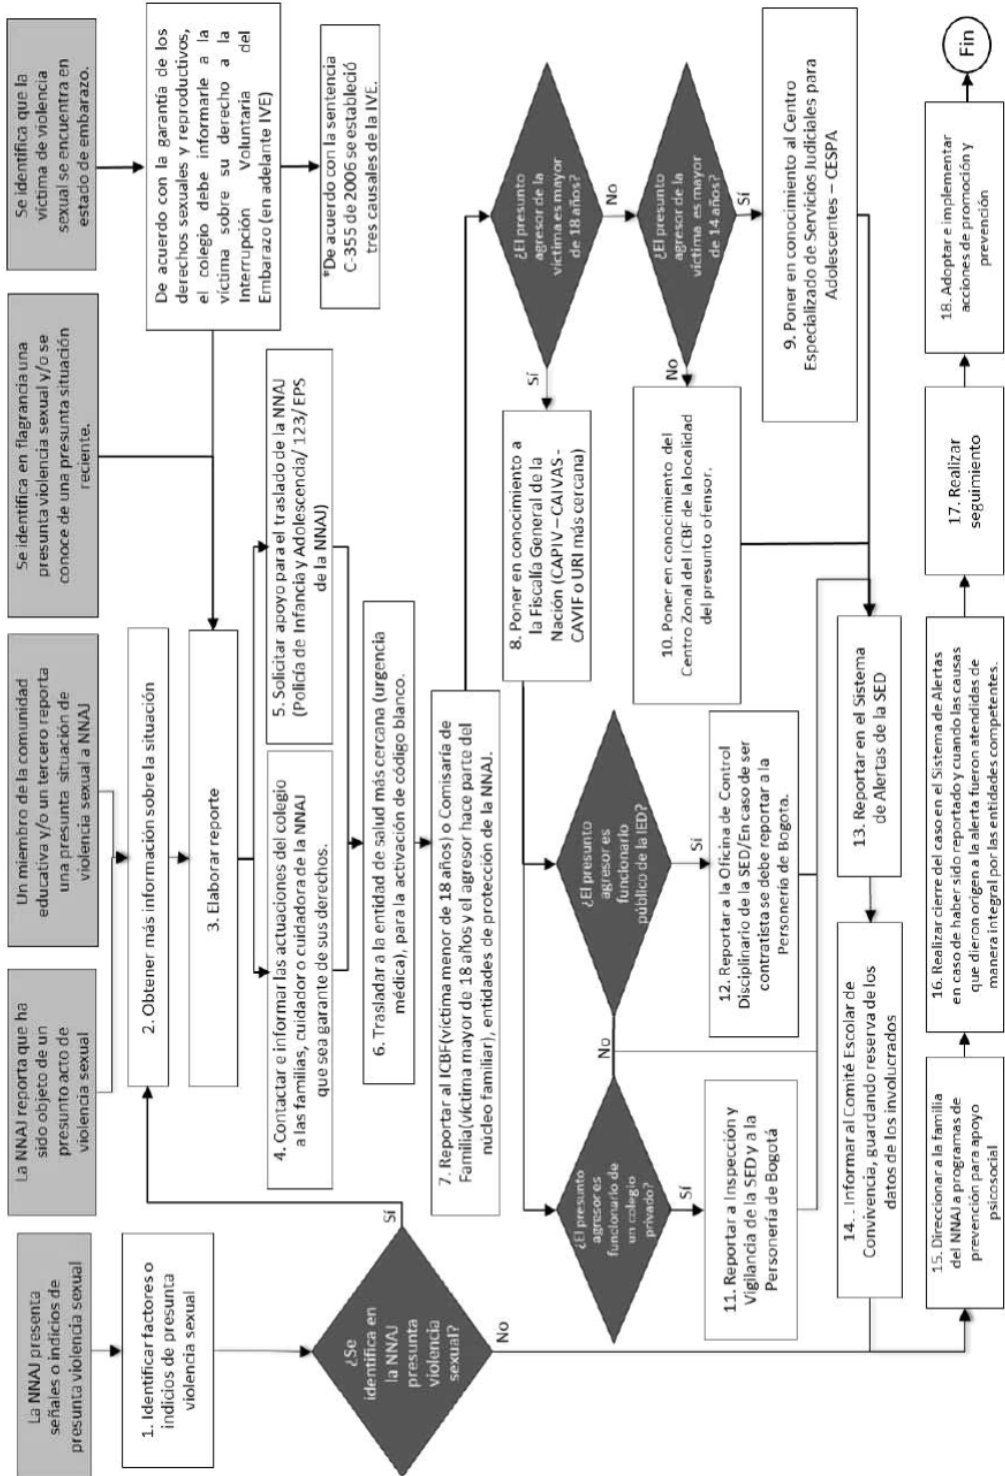 La NNAJ presenta
señales o indicios de
presunta violencia sexual
La NNAJ reporta que ha
sido objeto de un
presunto acto de
violencia sexual
Un miembro de la comunidad
educativa y/o un tercero reporta
una presunta situación de
violencia sexual a NNAJ
Se identifica en flagrancia una
presunta violencia sexual y/o se
conoce de una presunta situación
reciente.
Se identifica que la
víctima de violencia
sexual se encuentra en
estado de embarazo.
1. Identificar factores o
indicios de presunta
violencia sexual
2. Obtener más información sobre la situación
De acuerdo con la garantía de los
derechos sexuales y reproductivos,
el colegio debe informarle a la
víctima sobre su derecho a la
Interrupción Voluntaria del
Embarazo (en adelante IVE)
3. Elaborar reporte
*De acuerdo con la sentencia
C-355 de 2006 se estableció
tres causales de la IVE.
¿Se
identifica en
la NNAJ
presunta
violencia
sexual?
Sí
No
4. Contactar e informar las actuaciones del colegio
a las familias, cuidador o cuidadora de la NNAJ
que sea garante de sus derechos.
5. Solicitar apoyo para el traslado de la NNAJ
(Policía de Infancia y Adolescencia/ 123/ EPS
de la NNAJ)
6. Trasladar a la entidad de salud más cercana (urgencia
médica), para la activación de código blanco.
7. Reportar al ICBF(víctima menor de 18 años) o Comisaría de
Familia(víctima mayor de 18 años y el agresor hace parte del
núcleo familiar), entidades de protección de la NNAJ.
¿El presunto
agresor de la
víctima es mayor
de 18 años?
Sí
No
8. Poner en conocimiento a
la Fiscalía General de la
Nación (CAPIV – CAIVAS -
CAVIF o URI más cercana)
¿El presunto
agresor de la
víctima es mayor
de 14 años?
No
Sí
¿El presunto
agresor es
funcionario de
un colegio
privado?
Sí
No
¿El presunto
agresor es
funcionario
público de la IED?
Sí
10. Poner en conocimiento del
Centro Zonal del ICBF de la localidad
del presunto ofensor.
9. Poner en conocimiento al Centro
Especializado de Servicios Judiciales para
Adolescentes – CESPA
11. Reportar a Inspección y
Vigilancia de la SED y a la
Personería de Bogotá
12. Reportar a la Oficina de Control
Disciplinario de la SED/En caso de ser
contratista se debe reportar a la
Personería de Bogota.
14. . Informar al Comité Escolar de
Convivencia, guardando reserva de los
datos de los involucrados
13. Reportar en el Sistema
de Alertas de la SED
15. Direccionar a la familia
del NNAJ a programas de
prevención para apoyo
psicosocial
16. Realizar cierre del caso en el Sistema de Alertas
en caso de haber sido reportado y cuando las causas
que dieron origen a la alerta fueron atendidas de
manera integral por las entidades competentes.
17. Realizar
seguimiento
18. Adoptar e implementar
acciones de promoción y
prevención
Fin